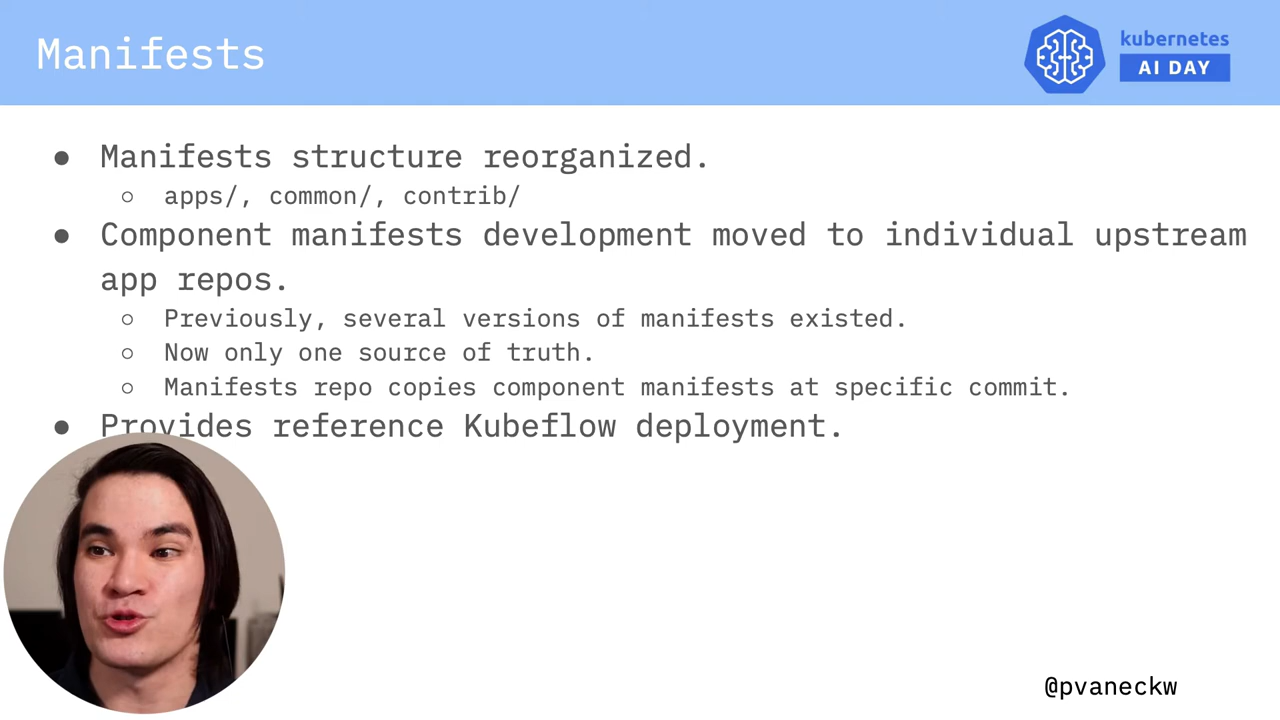 Manifests
kubernetes
AI DAY
● Manifests structure reorganized.
○ apps/, common/, contrib/
● Component manifests development moved to individual upstream
app repos.
○ Previously, several versions of manifests existed.
○ Now only one source of truth.
○ Manifests repo copies component manifests at specific commit.
● Provides reference Kubeflow deployment.
@pvaneckw